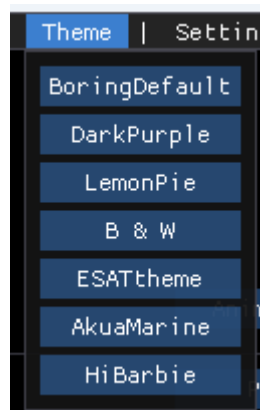 Theme | Settin
BoringDefault
DarkPurple
LemonPie
B & W
ESATtheme
AkuaMarine
HiBarbie